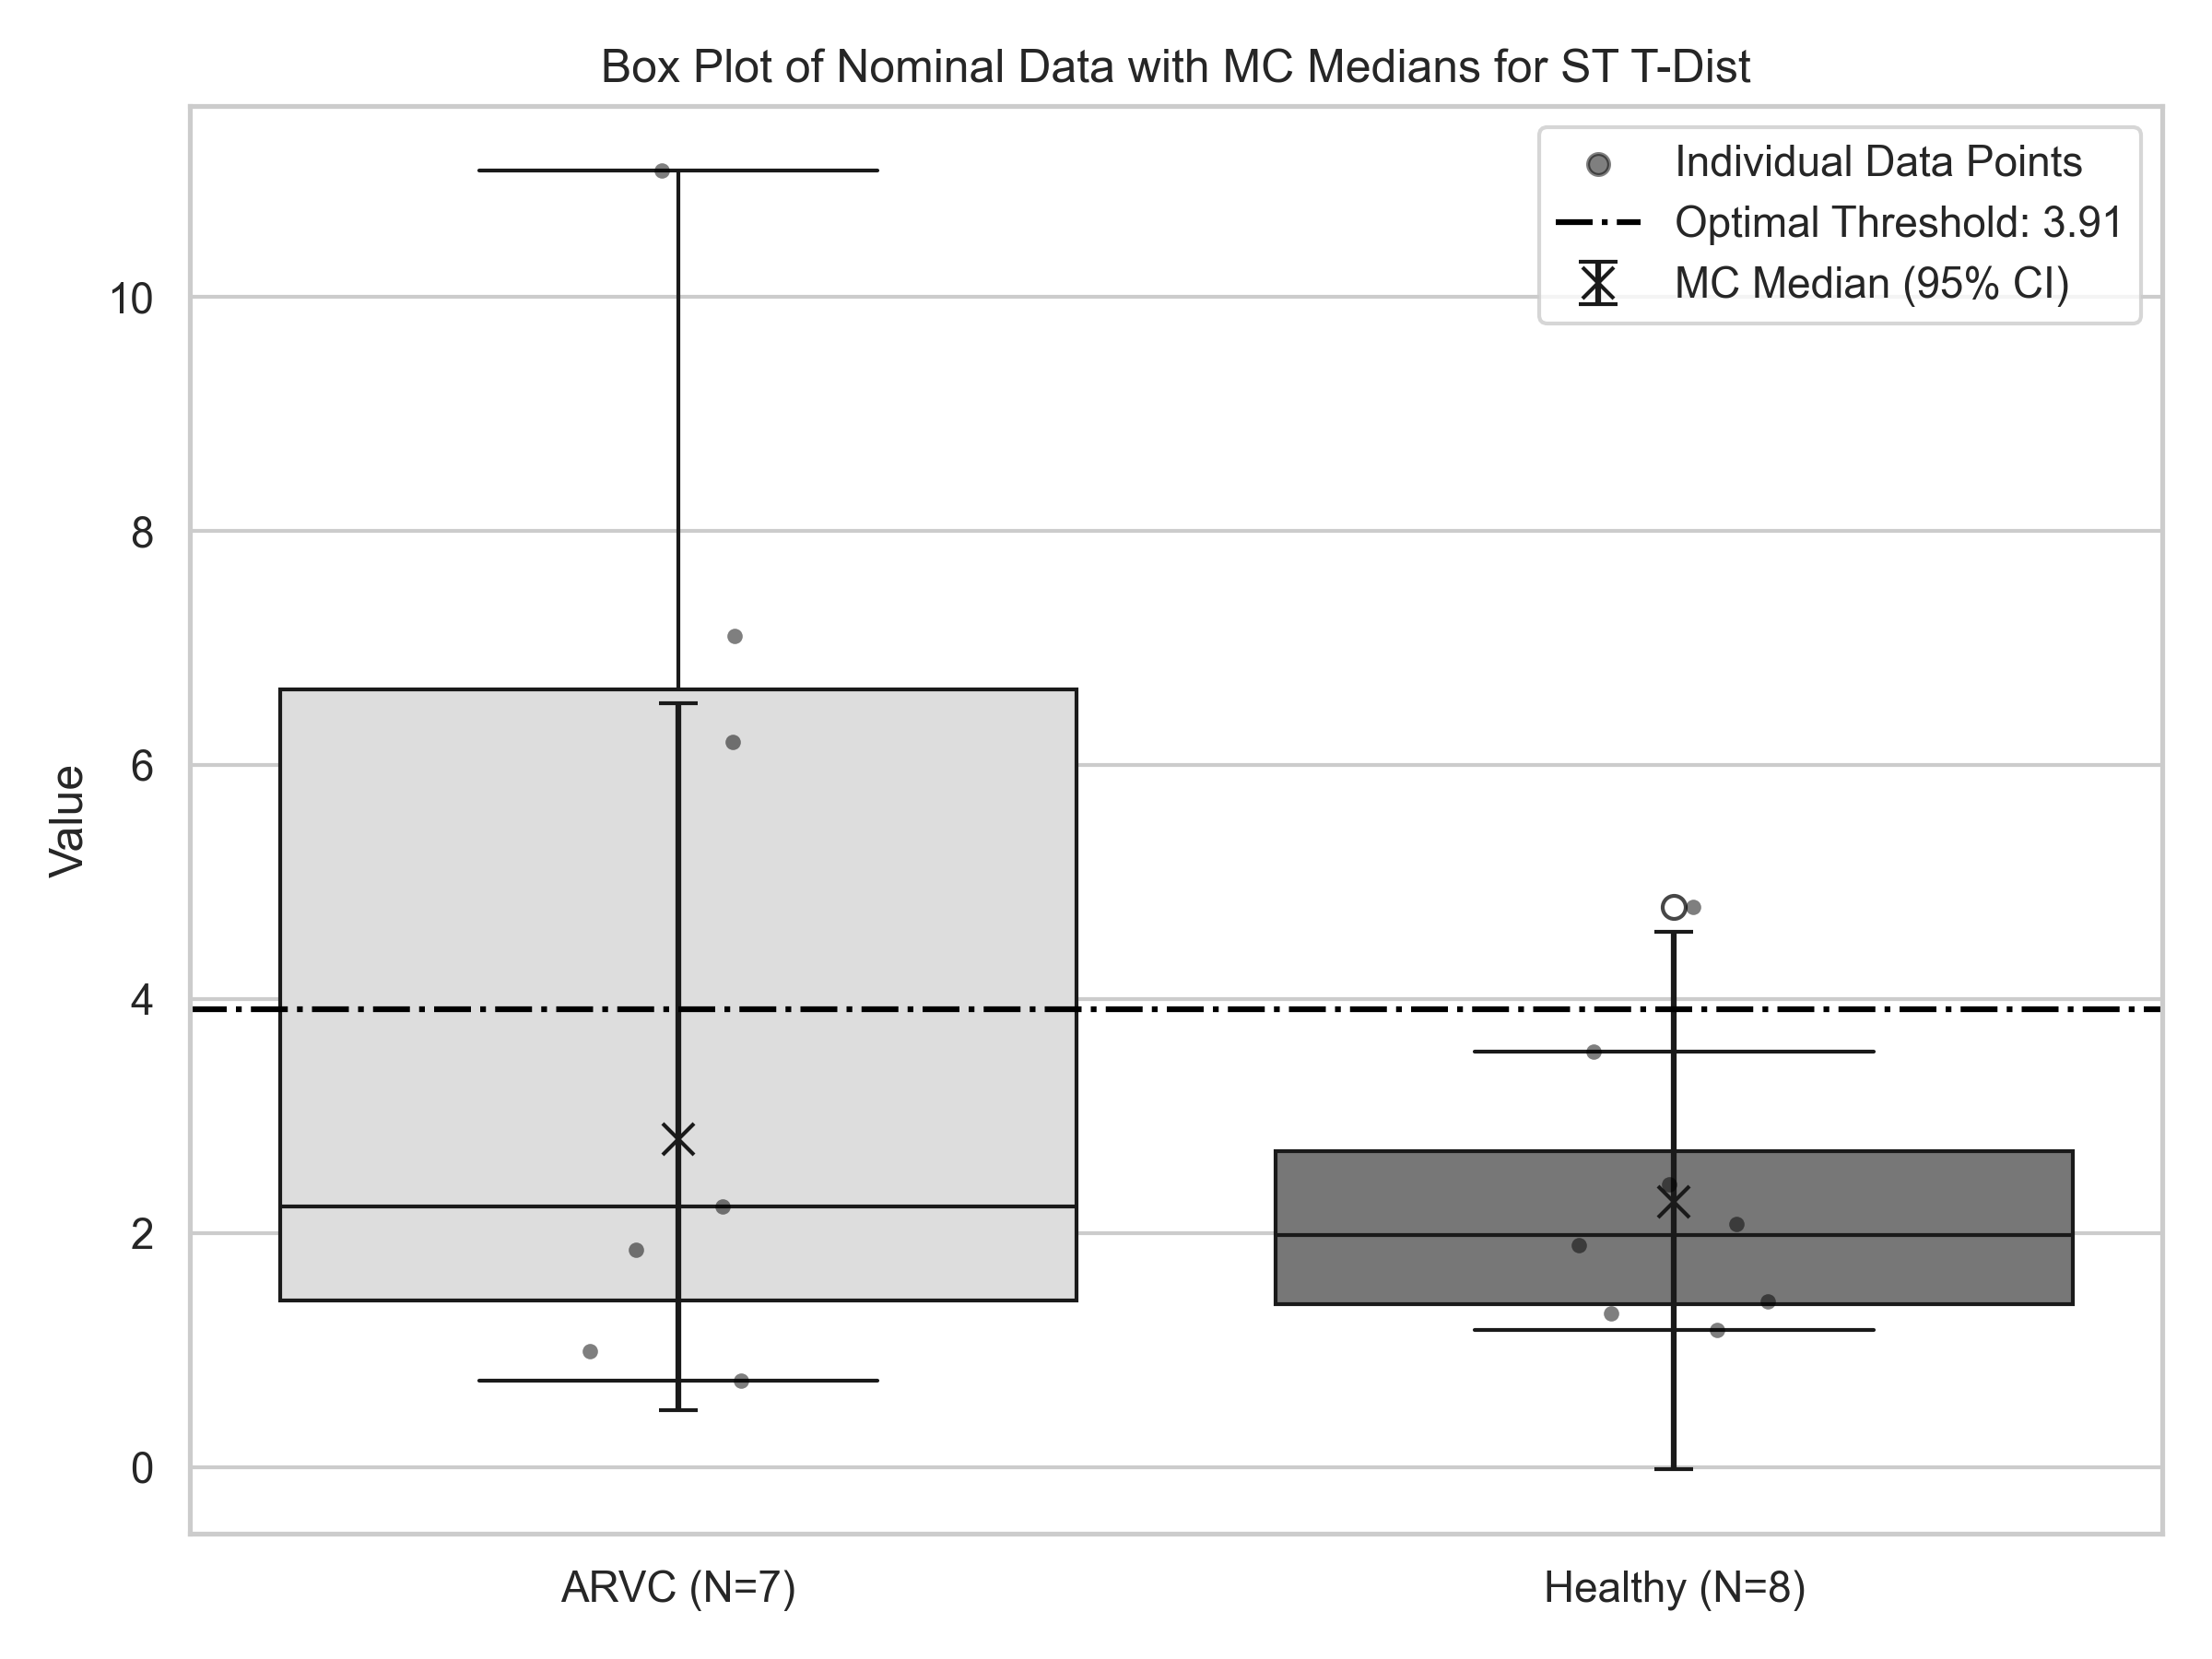 Box Plot of Nominal Data with MC Medians for ST T-Dist
Individual Data Points
Optimal Threshold: 3.91
MC Median (95% CI)
10
8
6
4
2
0
Value
ARVC (N=7)
Healthy (N=8)